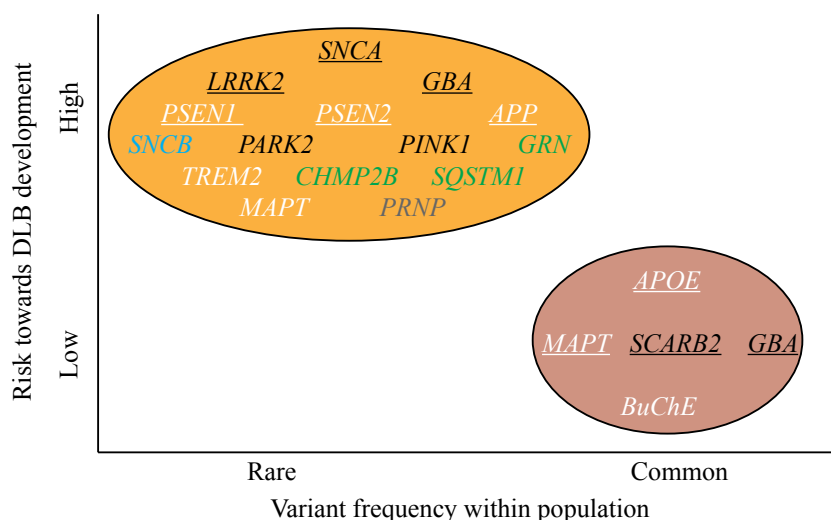 Risk towards DLB development
High
Low
SNCA
LRRK2 GBA
PSEN1 PSEN2 APP
SNCB PARK2 PINK1 GRN
TREM2 CHMP2B SQSTM1
MAPT PRNP
APOE
MAPT SCARB2 GBA
BuChE
Rare Common
Variant frequency within population